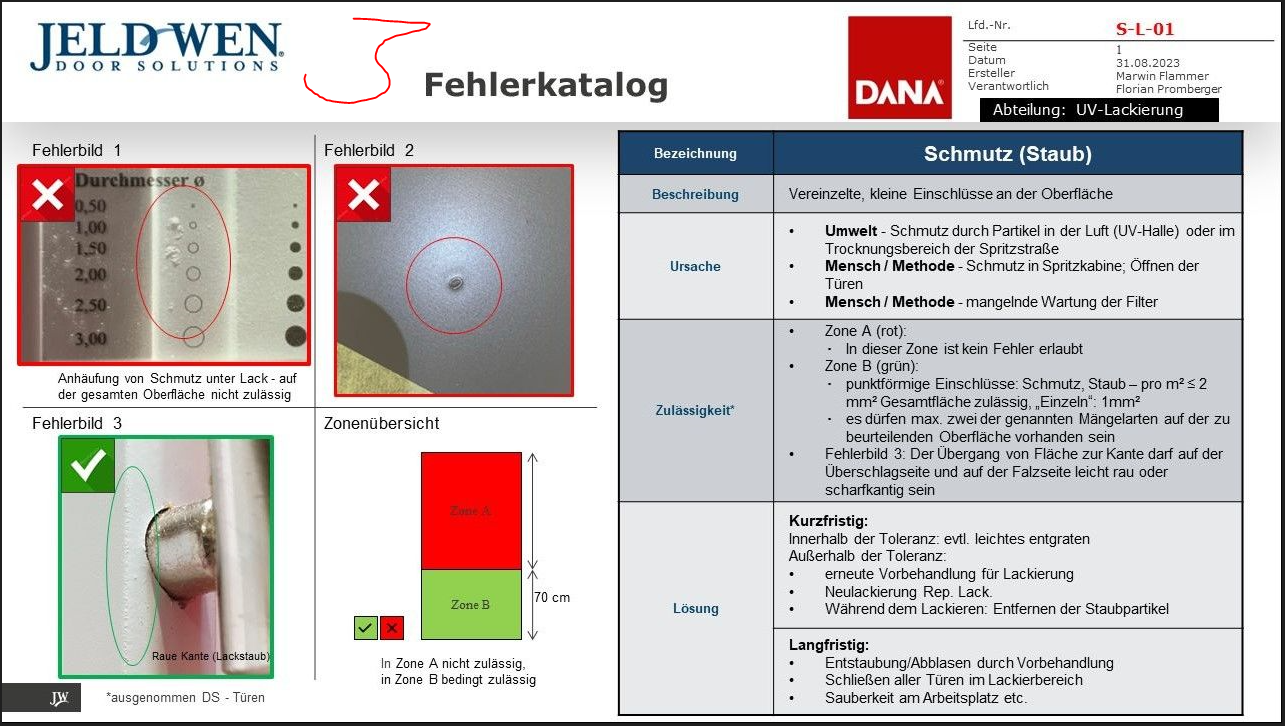 JELD-WEN
DOOR SOLUTIONS
3
Fehlerkatalog
DANA
Lfd.-Nr. S-L-01
Seite 1
Datum 31.08.2023
Ersteller Marwin Flammer
Verantwortlich Florian Promberger
Abteilung: UV-Lackierung
Fehlerbild 1
Durchmesser ø
0,50
1,00
1,50
2,00
2,50
3,00
Anhäufung von Schmutz unter Lack - auf
der gesamten Oberfläche nicht zulässig
Fehlerbild 2
Fehlerbild 3
Raue Kante (Lackstaub)
Zonenübersicht
Zone A
Zone B
70 cm
In Zone A nicht zulässig,
in Zone B bedingt zulässig
JW
*ausgenommen DS - Türen
Bezeichnung Schmutz (Staub)
Beschreibung Vereinzelte, kleine Einschlüsse an der Oberfläche
Ursache
• Umwelt - Schmutz durch Partikel in der Luft (UV-Halle) oder im
Trocknungsbereich der Spritzstraße
• Mensch / Methode - Schmutz in Spritzkabine; Öffnen der
Türen
• Mensch / Methode - mangelnde Wartung der Filter
Zulässigkeit*
• Zone A (rot):
- In dieser Zone ist kein Fehler erlaubt
• Zone B (grün):
- punktförmige Einschlüsse: Schmutz, Staub – pro m² ≤ 2
mm² Gesamtfläche zulässig, „Einzeln“: 1mm²
- es dürfen max. zwei der genannten Mängelarten auf der zu
beurteilenden Oberfläche vorhanden sein
• Fehlerbild 3: Der Übergang von Fläche zur Kante darf auf der
Überschlagseite und auf der Falzseite leicht rau oder
scharfkantig sein
Lösung
Kurzfristig:
Innerhalb der Toleranz: evtl. leichtes entgraten
Außerhalb der Toleranz:
• erneute Vorbehandlung für Lackierung
• Neulackierung Rep. Lack.
• Während dem Lackieren: Entfernen der Staubpartikel
Langfristig:
• Entstaubung/Abblasen durch Vorbehandlung
• Schließen aller Türen im Lackierbereich
• Sauberkeit am Arbeitsplatz etc.